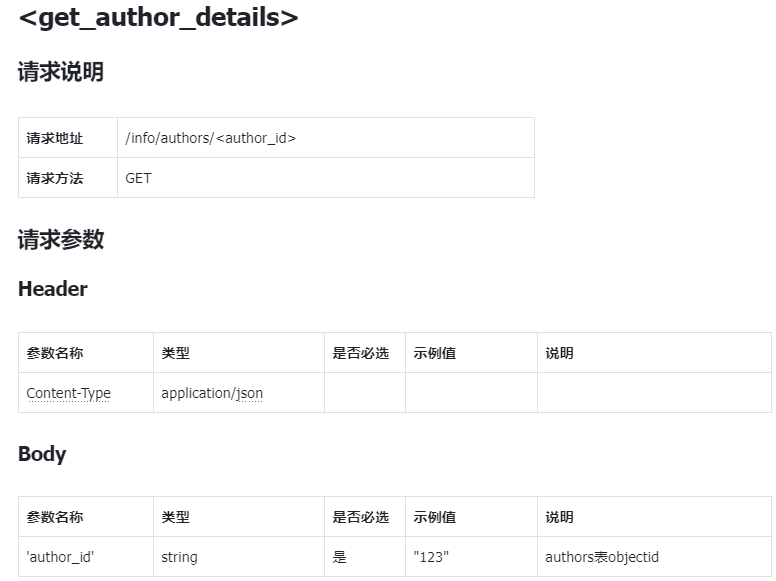 <get_author_details>
请求说明
请求地址 /info/authors/<author_id>
请求方法 GET
请求参数
Header
参数名称 类型 是否必选 示例值 说明
Content-Type application/json
Body
参数名称 类型 是否必选 示例值 说明
'author_id' string 是 "123" authors表objectid